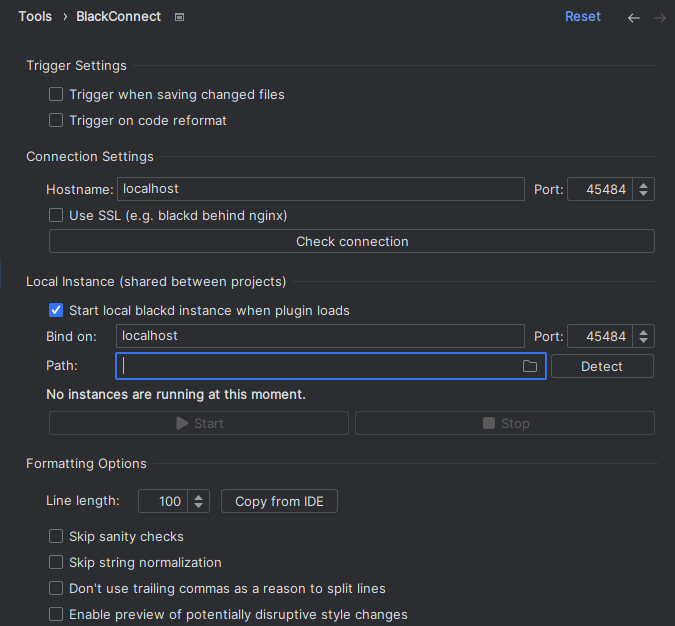 Tools › BlackConnect Reset
Trigger Settings
Trigger when saving changed files
Trigger on code reformat
Connection Settings
Hostname: localhost Port: 45484
Use SSL (e.g. blackd behind nginx)
Check connection
Local Instance (shared between projects)
Start local blackd instance when plugin loads
Bind on: localhost Port: 45484
Path: Detect
No instances are running at this moment.
Start Stop
Formatting Options
Line length: 100 Copy from IDE
Skip sanity checks
Skip string normalization
Don't use trailing commas as a reason to split lines
Enable preview of potentially disruptive style changes